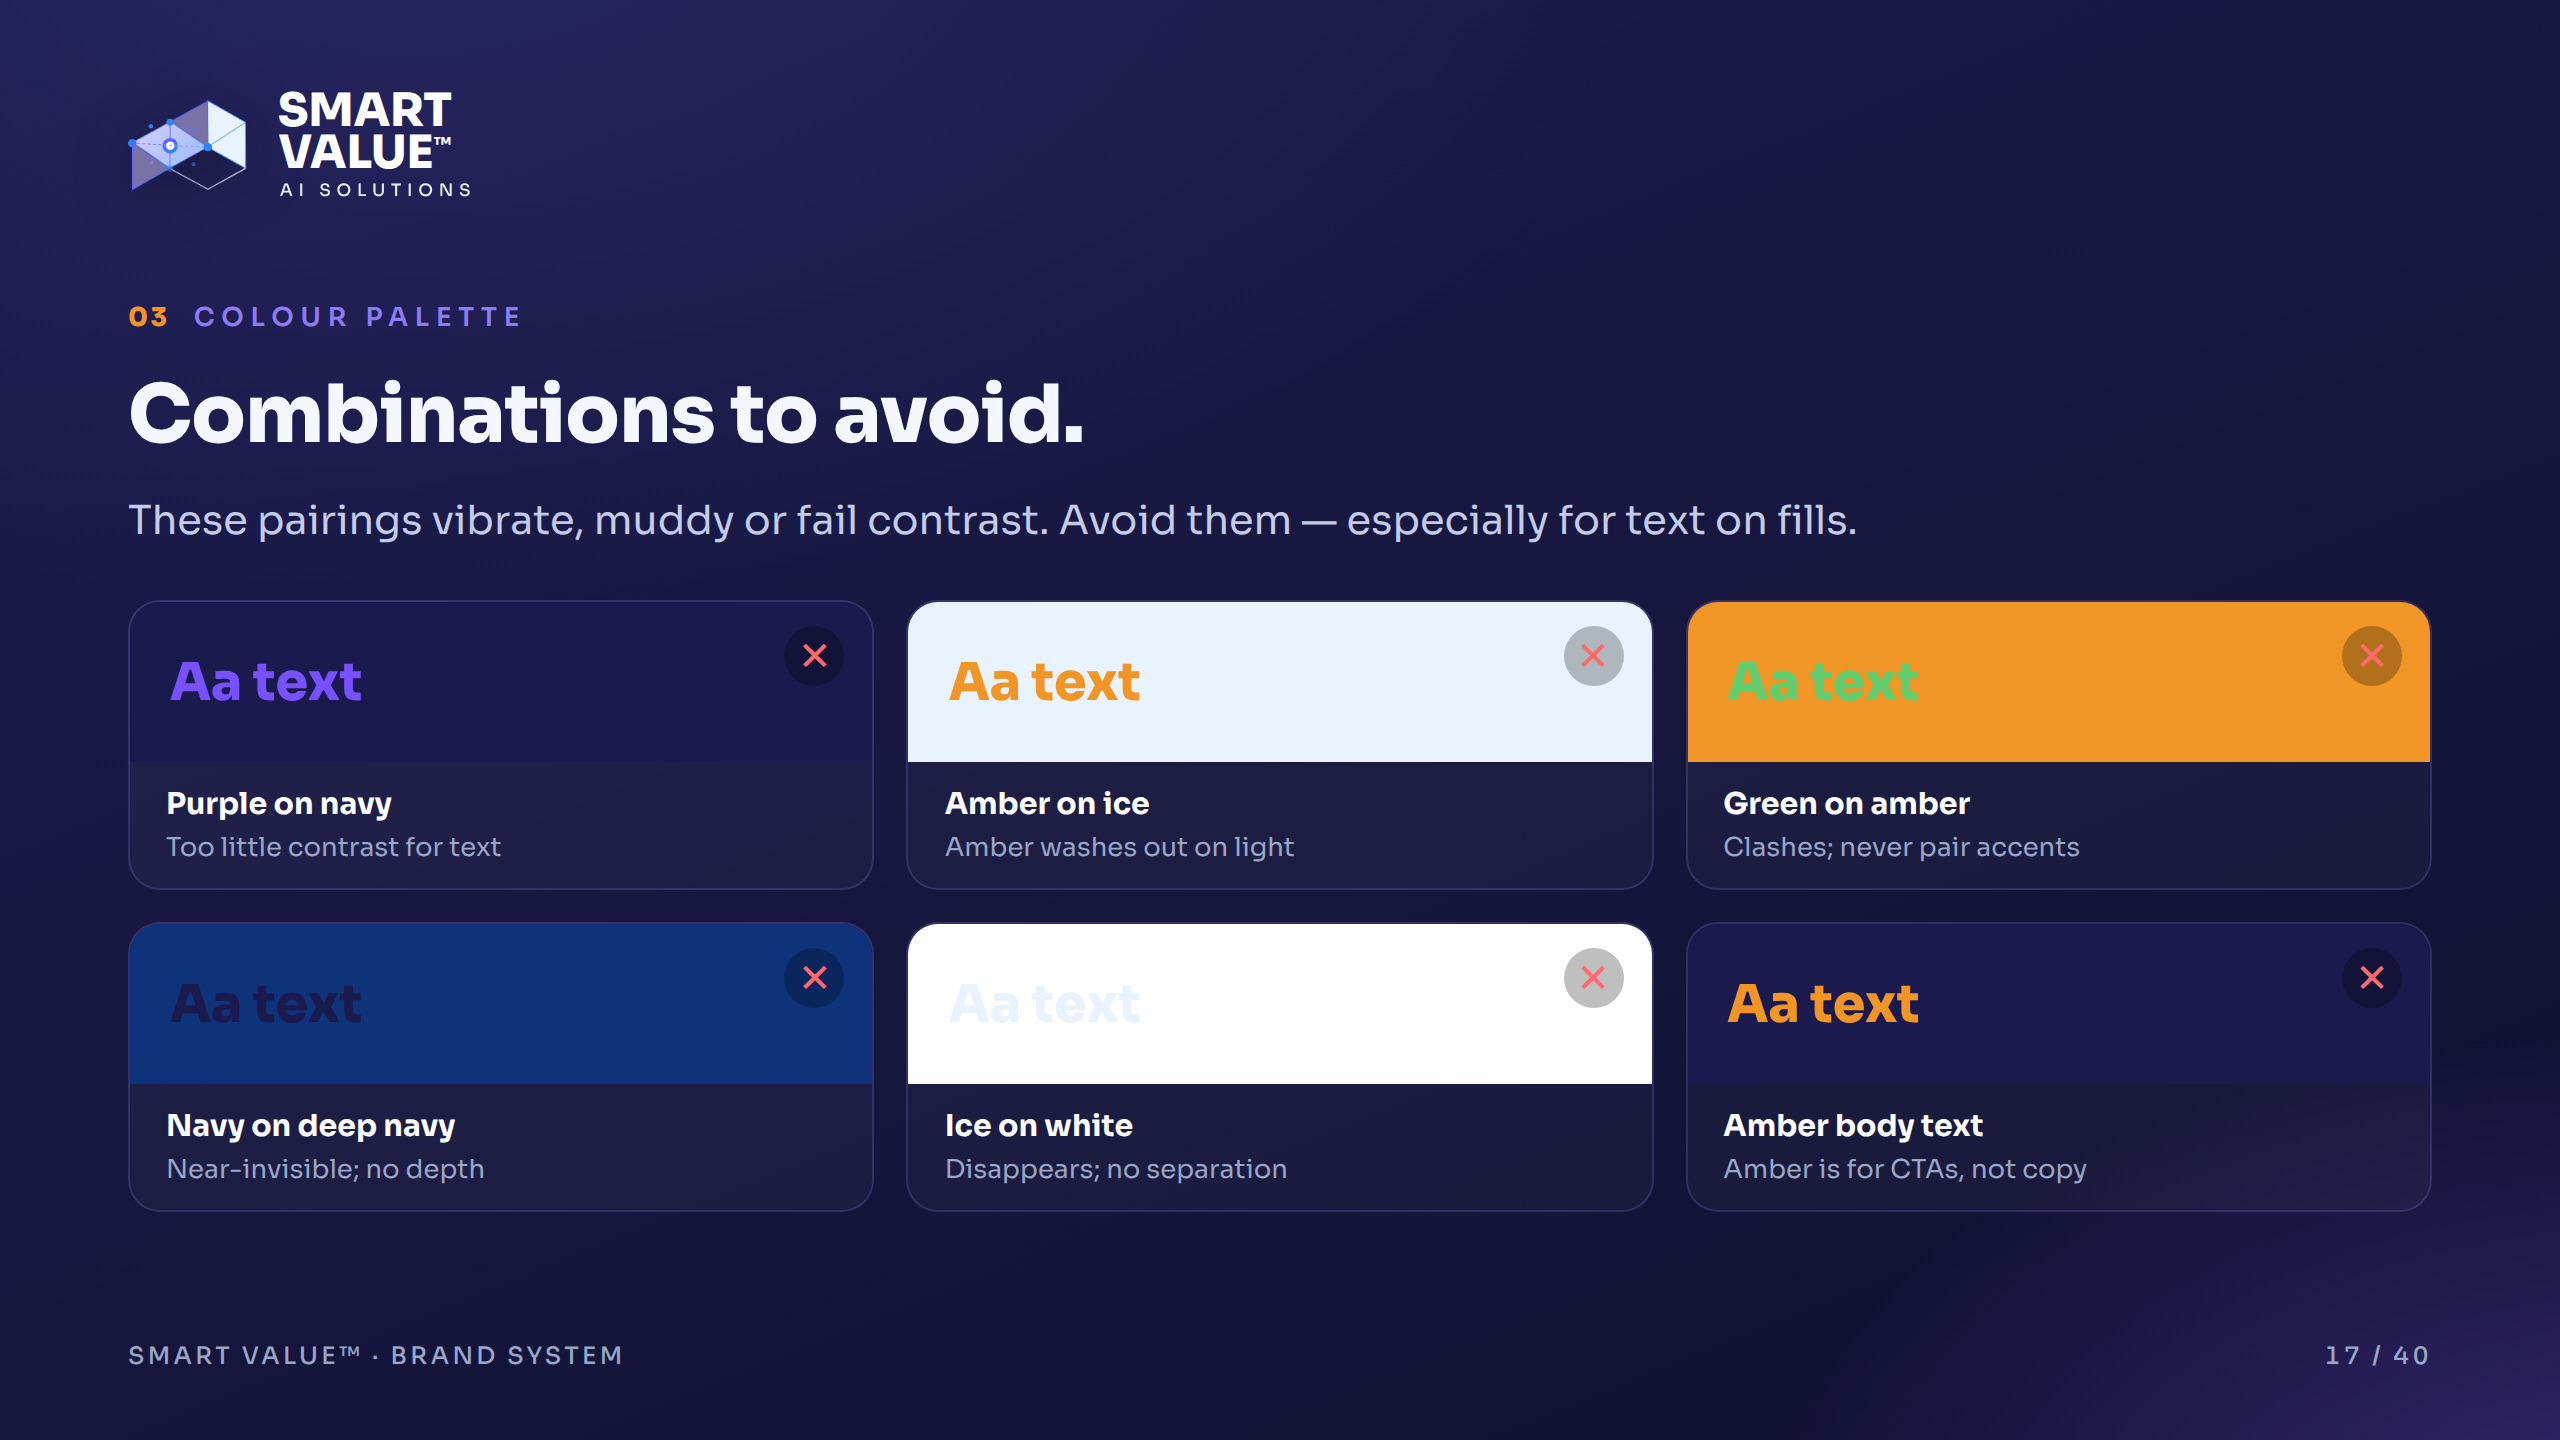 SMART
VALUE™
AI SOLUTIONS
03 COLOUR PALETTE
Combinations to avoid.
These pairings vibrate, muddy or fail contrast. Avoid them — especially for text on fills.
Aa text
Purple on navy
Too little contrast for text
Aa text
Amber on ice
Amber washes out on light
Aa text
Green on amber
Clashes; never pair accents
Aa text
Navy on deep navy
Near-invisible; no depth
Aa text
Ice on white
Disappears; no separation
Aa text
Amber body text
Amber is for CTAs, not copy
SMART VALUE™ · BRAND SYSTEM
17 / 40